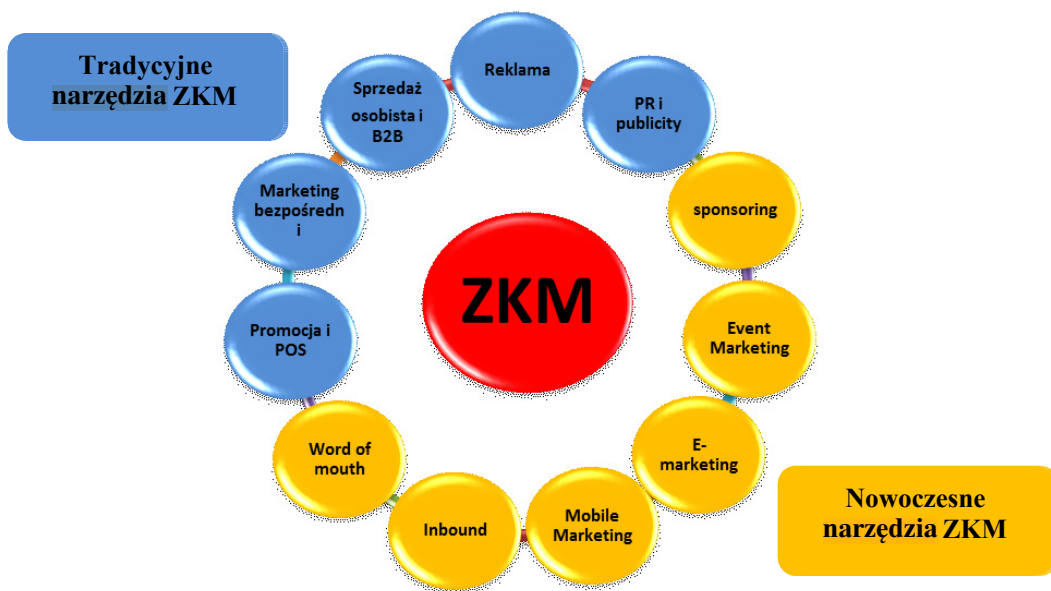 Tradycyjne
narzędzia ZKM
Reklama
PR i
publicity
sponsoring
Event
Marketing
E-
marketing
Mobile
Marketing
Inbound
Word of
mouth
Promocja i
POS
Marketing
bezpośredn
i
Sprzedaż
osobista i
B2B
ZKM
Nowoczesne
narzędzia ZKM